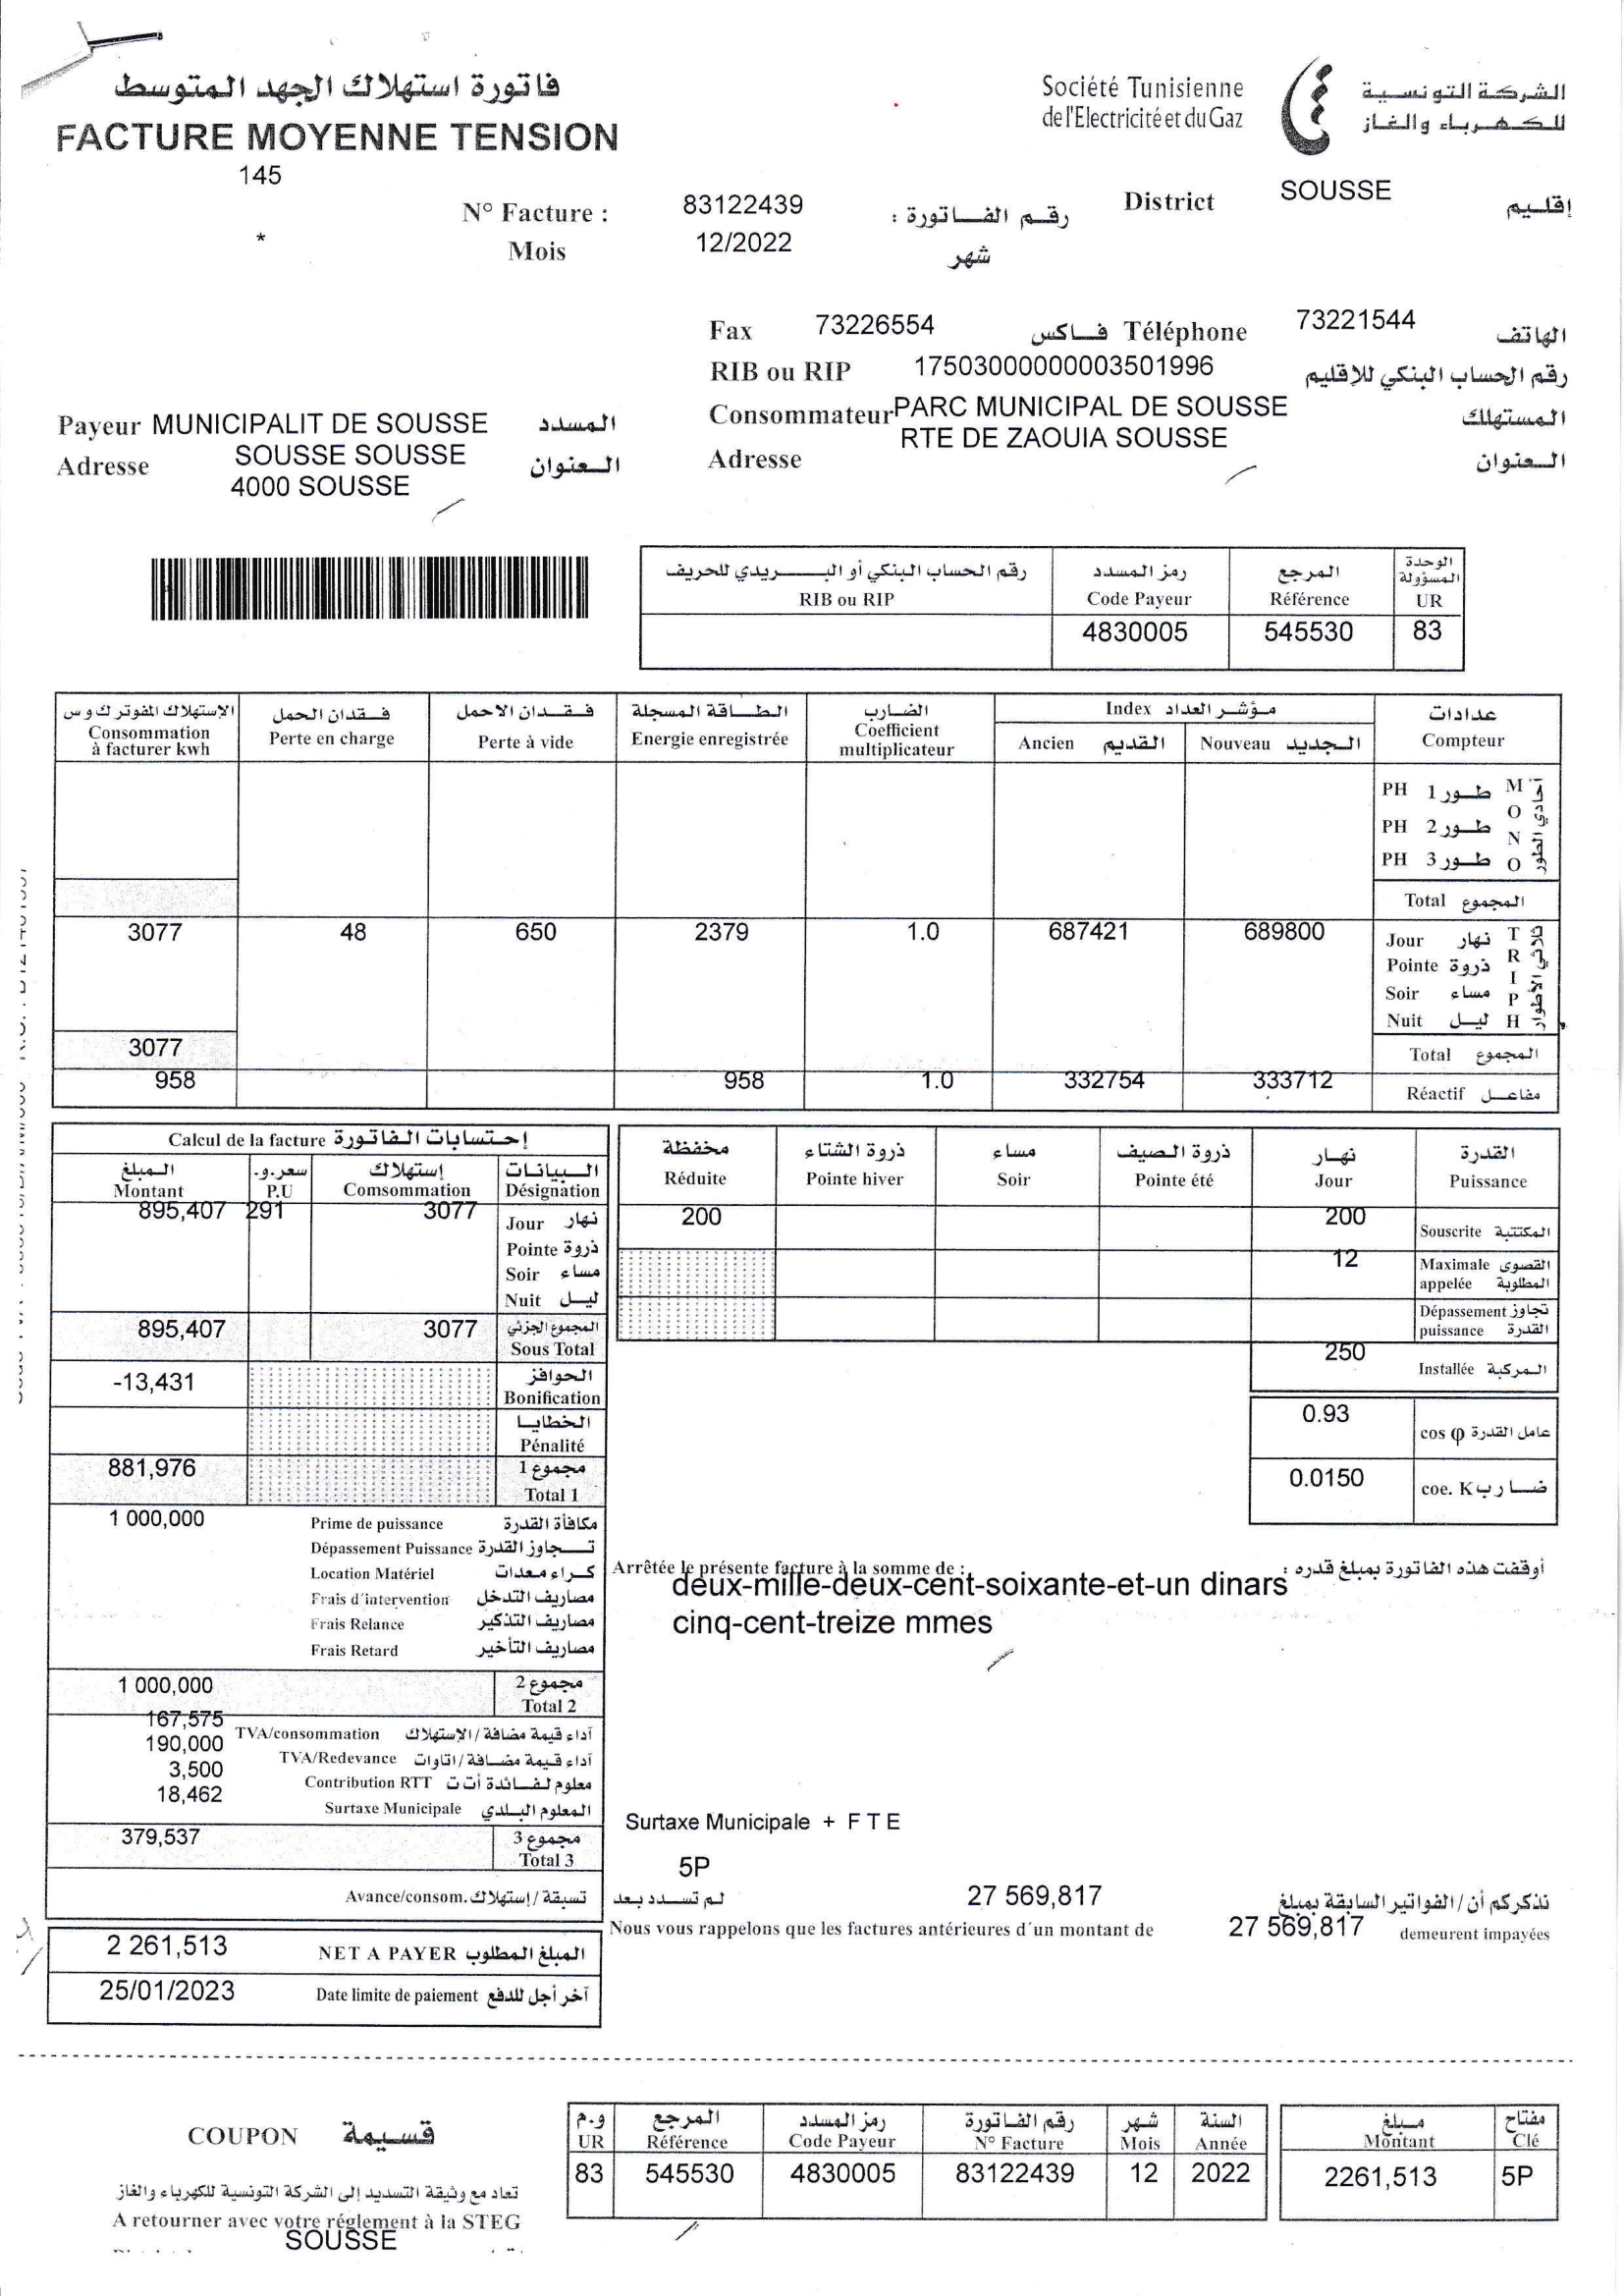 فاتورة استهلاك الجهد المتوسط
FACTURE MOYENNE TENSION
145
*
Société Tunisienne
de l'Electricité et du Gaz
الشركة التونسية
للكهرباء والغاز
N° Facture : 83122439 رقم الفاتورة :
Mois 12/2022 شهر
District SOUSSE إقليم
Fax 73226554 فاكس Téléphone 73221544 الهاتف
RIB ou RIP 17503000000003501996 رقم الحساب البنكي للإقليم
Payeur MUNICIPALIT DE SOUSSE المسدد
Adresse SOUSSE SOUSSE العنوان
4000 SOUSSE
Consommateur PARC MUNICIPAL DE SOUSSE المستهلك
RTE DE ZAOUIA SOUSSE
Adresse العنوان
رقم الحساب البنكي أو البريدي للحريف رمز المسدد المرجع الوحدة المسؤولة
RIB ou RIP Code Payeur Référence UR
4830005 545530 83
الإستهلاك المفوتر ك و س فقدان الحمل فقدان الاحمل الطاقة المسجلة الضارب مؤشر العداد Index عدادات
Consommation à facturer kwh Perte en charge Perte à vide Energie enregistrée Coefficient multiplicateur Ancien القديم Nouveau الجديد Compteur
أحادي الطور MONO
PH 1 طور
PH 2 طور
PH 3 طور
Total المجموع
3077 48 650 2379 1.0 687421 689800 Jour نهار
ثلاثي الأطوار TRIPH
Pointe ذروة
Soir مساء
Nuit ليل
3077 Total المجموع
958 958 1.0 332754 333712 Réactif مفاعل
Calcul de la facture إحتسابات الفاتورة
المبلغ سعر.و. إستهلاك البيانات
Montant P.U Comsommation Désignation
895,407 291 3077 Jour نهار
Pointe ذروة
Soir مساء
Nuit ليل
895,407 3077 المجموع الجزئي
Sous Total
-13,431 الحوافز
Bonification
الخطايا
Pénalité
881,976 مجموع 1
Total 1
1 000,000 Prime de puissance مكافأة القدرة
Dépassement Puissance تجاوز القدرة
Location Matériel كراء معدات
Frais d'intervention مصاريف التدخل
Frais Relance مصاريف التذكير
Frais Retard مصاريف التأخير
1 000,000 مجموع 2
Total 2
167,575 TVA/consommation آداء قيمة مضافة/الإستهلاك
190,000 TVA/Redevance آداء قيمة مضافة/اتاوات
3,500 Contribution RTT معلوم لفائدة أ ت ت
18,462 Surtaxe Municipale المعلوم البلدي
379,537 مجموع 3
Total 3
Avance/consom. تسبقة/إستهلاك
2 261,513 NET A PAYER المبلغ المطلوب
25/01/2023 Date limite de paiement آخر أجل للدفع
مخفظة ذروة الشتاء مساء ذروة الصيف نهار القدرة
Réduite Pointe hiver Soir Pointe été Jour Puissance
200 200 Souscrite المكتتبة
12 Maximale appelée القصوى المطلوبة
Dépassement puissance تجاوز القدرة
250 Installée المركبة
0.93 cos φ عامل القدرة
0.0150 coe. K ضارب
Arrêtée le présente facture à la somme de : أوقفت هذه الفاتورة بمبلغ قدره :
deux-mille-deux-cent-soixante-et-un dinars
cinq-cent-treize mmes
Surtaxe Municipale + F T E
5P
لم تسدد بعد 27 569,817 نذكركم أن/الفواتير السابقة بمبلغ
Nous vous rappelons que les factures antérieures d'un montant de 27 569,817 demeurent impayées
COUPON قسيمة
تعاد مع وثيقة التسديد إلى الشركة التونسية للكهرباء والغاز
A retourner avec votre réglement à la STEG
SOUSSE
و.م المرجع رمز المسدد رقم الفاتورة شهر السنة مبلغ مفتاح
UR Référence Code Payeur N° Facture Mois Année Montant Clé
83 545530 4830005 83122439 12 2022 2261,513 5P